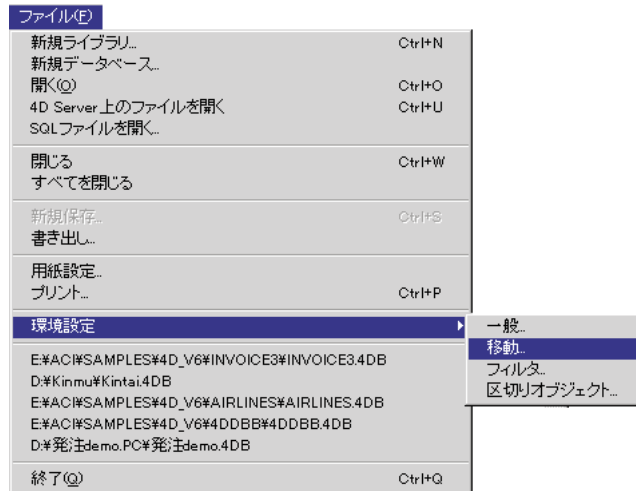 ファイル(F)
新規ライブラリ... Ctrl+N
新規データベース...
開く(O) Ctrl+O
4D Server上のファイルを開く Ctrl+U
SQLファイルを開く...
閉じる Ctrl+W
すべてを閉じる
新規保存... Ctrl+S
書き出し...
用紙設定...
プリント... Ctrl+P
環境設定
一般...
移動...
フィルタ...
区切りオブジェクト...
E:¥ACI¥SAMPLES¥4D_V6¥INVOICE3¥INVOICE3.4DB
D:¥Kinmu¥Kintai.4DB
E:¥ACI¥SAMPLES¥4D_V6¥AIRLINES¥AIRLINES.4DB
E:¥ACI¥SAMPLES¥4D_V6¥4DDBB¥4DDBB.4DB
D:¥発注demo.PC¥発注demo.4DB
終了(Q) Ctrl+Q